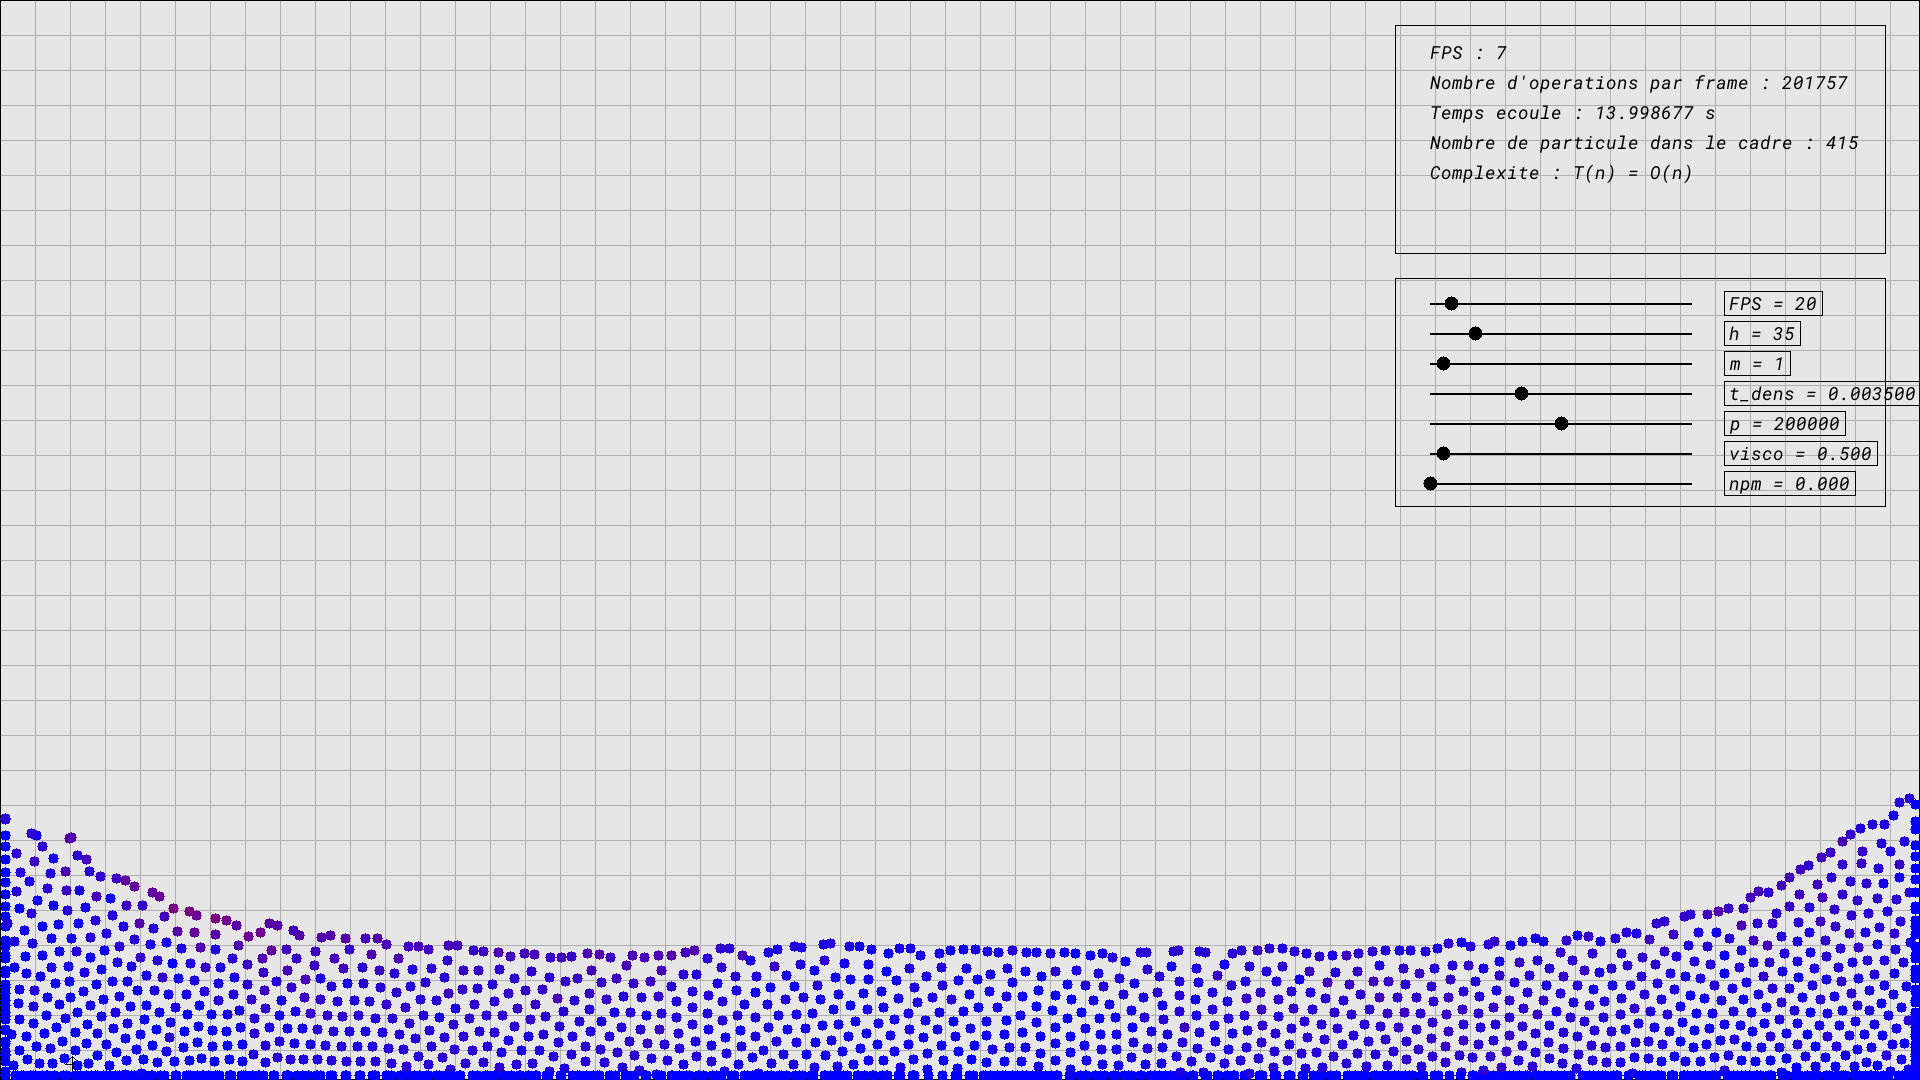 FPS : 7
Nombre d'operations par frame : 201757
Temps ecoule : 13.998677 s
Nombre de particule dans le cadre : 415
Complexite : T(n) = O(n)
FPS = 20
h = 35
m = 1
t_dens = 0.003500
p = 200000
visco = 0.500
npm = 0.000